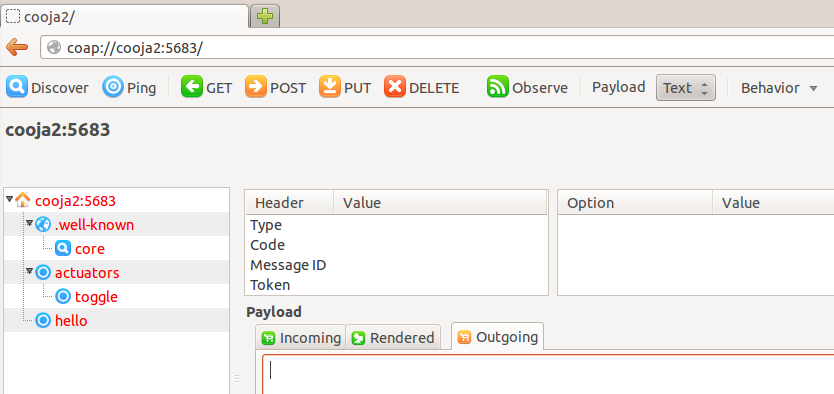 cooja2/
coap://cooja2:5683/
Discover Ping GET POST PUT DELETE Observe Payload Text Behavior
cooja2:5683
cooja2:5683
.well-known
core
actuators
toggle
hello
Header Value
Type
Code
Message ID
Token
Option Value
Payload
Incoming Rendered Outgoing